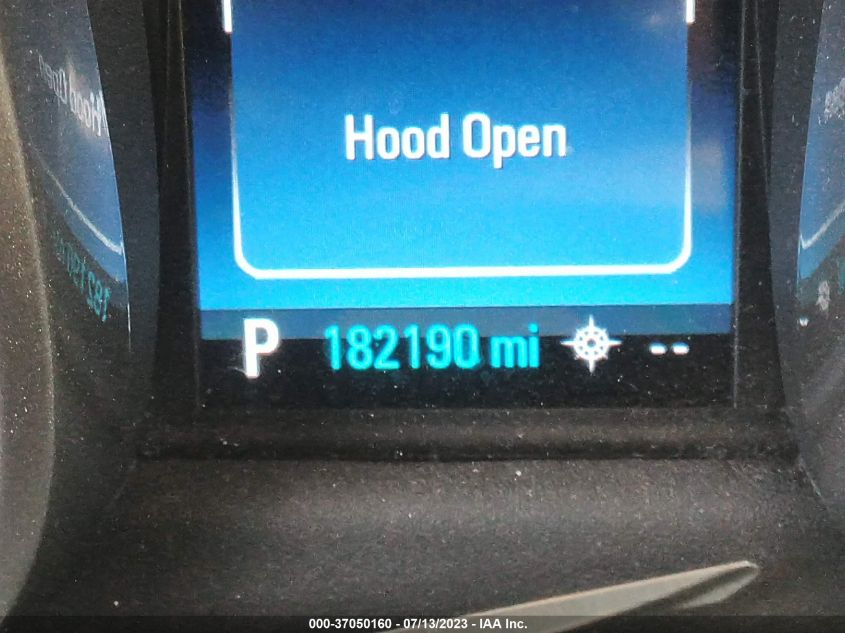 Hood Open
P 182190 mi --
000-37050160 - 07/13/2023 - IAA Inc.